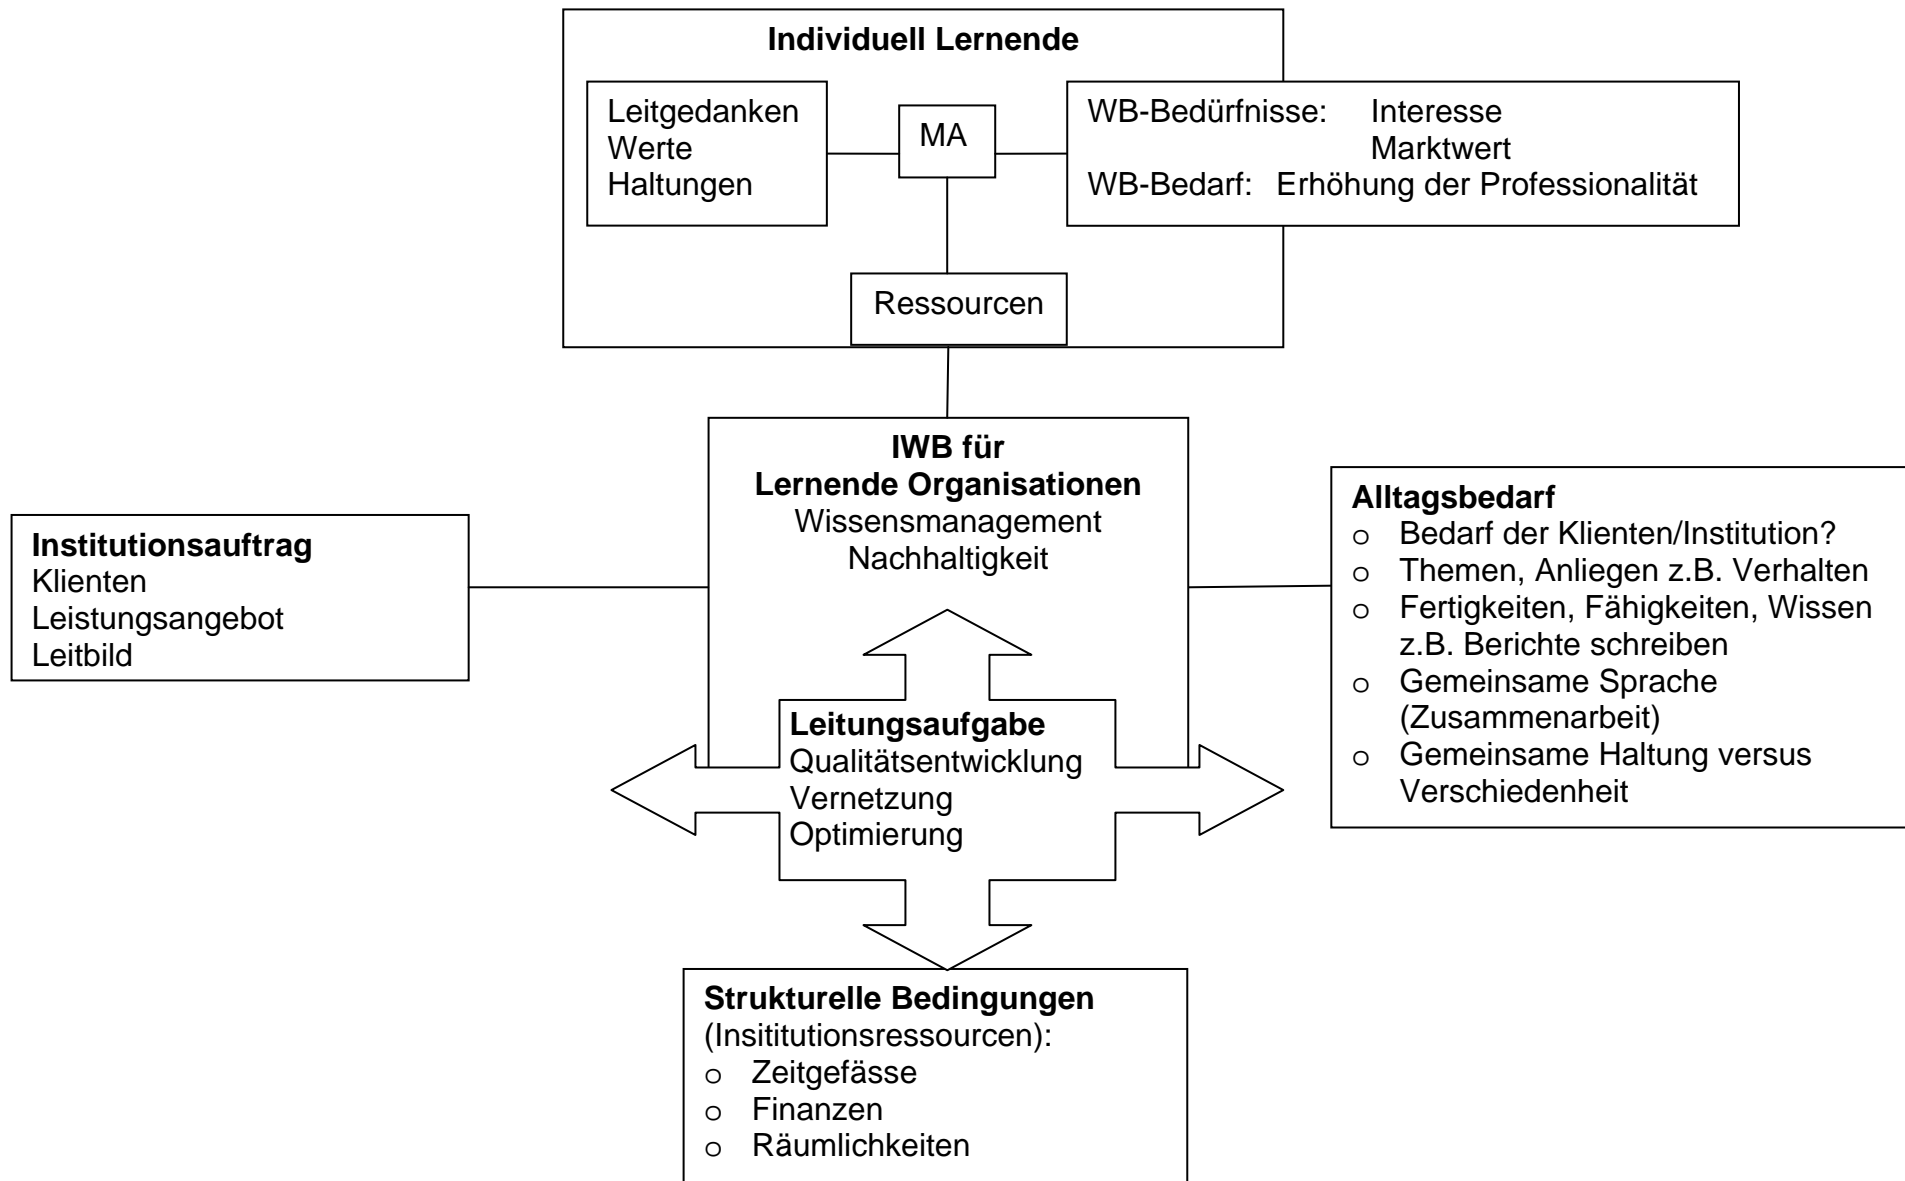 Individuell Lernende
Leitgedanken
Werte
Haltungen
MA
WB-Bedürfnisse: Interesse
Marktwert
WB-Bedarf: Erhöhung der Professionalität
Ressourcen
IWB für
Lernende Organisationen
Wissensmanagement
Nachhaltigkeit
Institutionsauftrag
Klienten
Leistungsangebot
Leitbild
Alltagsbedarf
o Bedarf der Klienten/Institution?
o Themen, Anliegen z.B. Verhalten
o Fertigkeiten, Fähigkeiten, Wissen
z.B. Berichte schreiben
o Gemeinsame Sprache
(Zusammenarbeit)
o Gemeinsame Haltung versus
Verschiedenheit
Leitungsaufgabe
Qualitätsentwicklung
Vernetzung
Optimierung
Strukturelle Bedingungen
(Insititutionsressourcen):
o Zeitgefässe
o Finanzen
o Räumlichkeiten